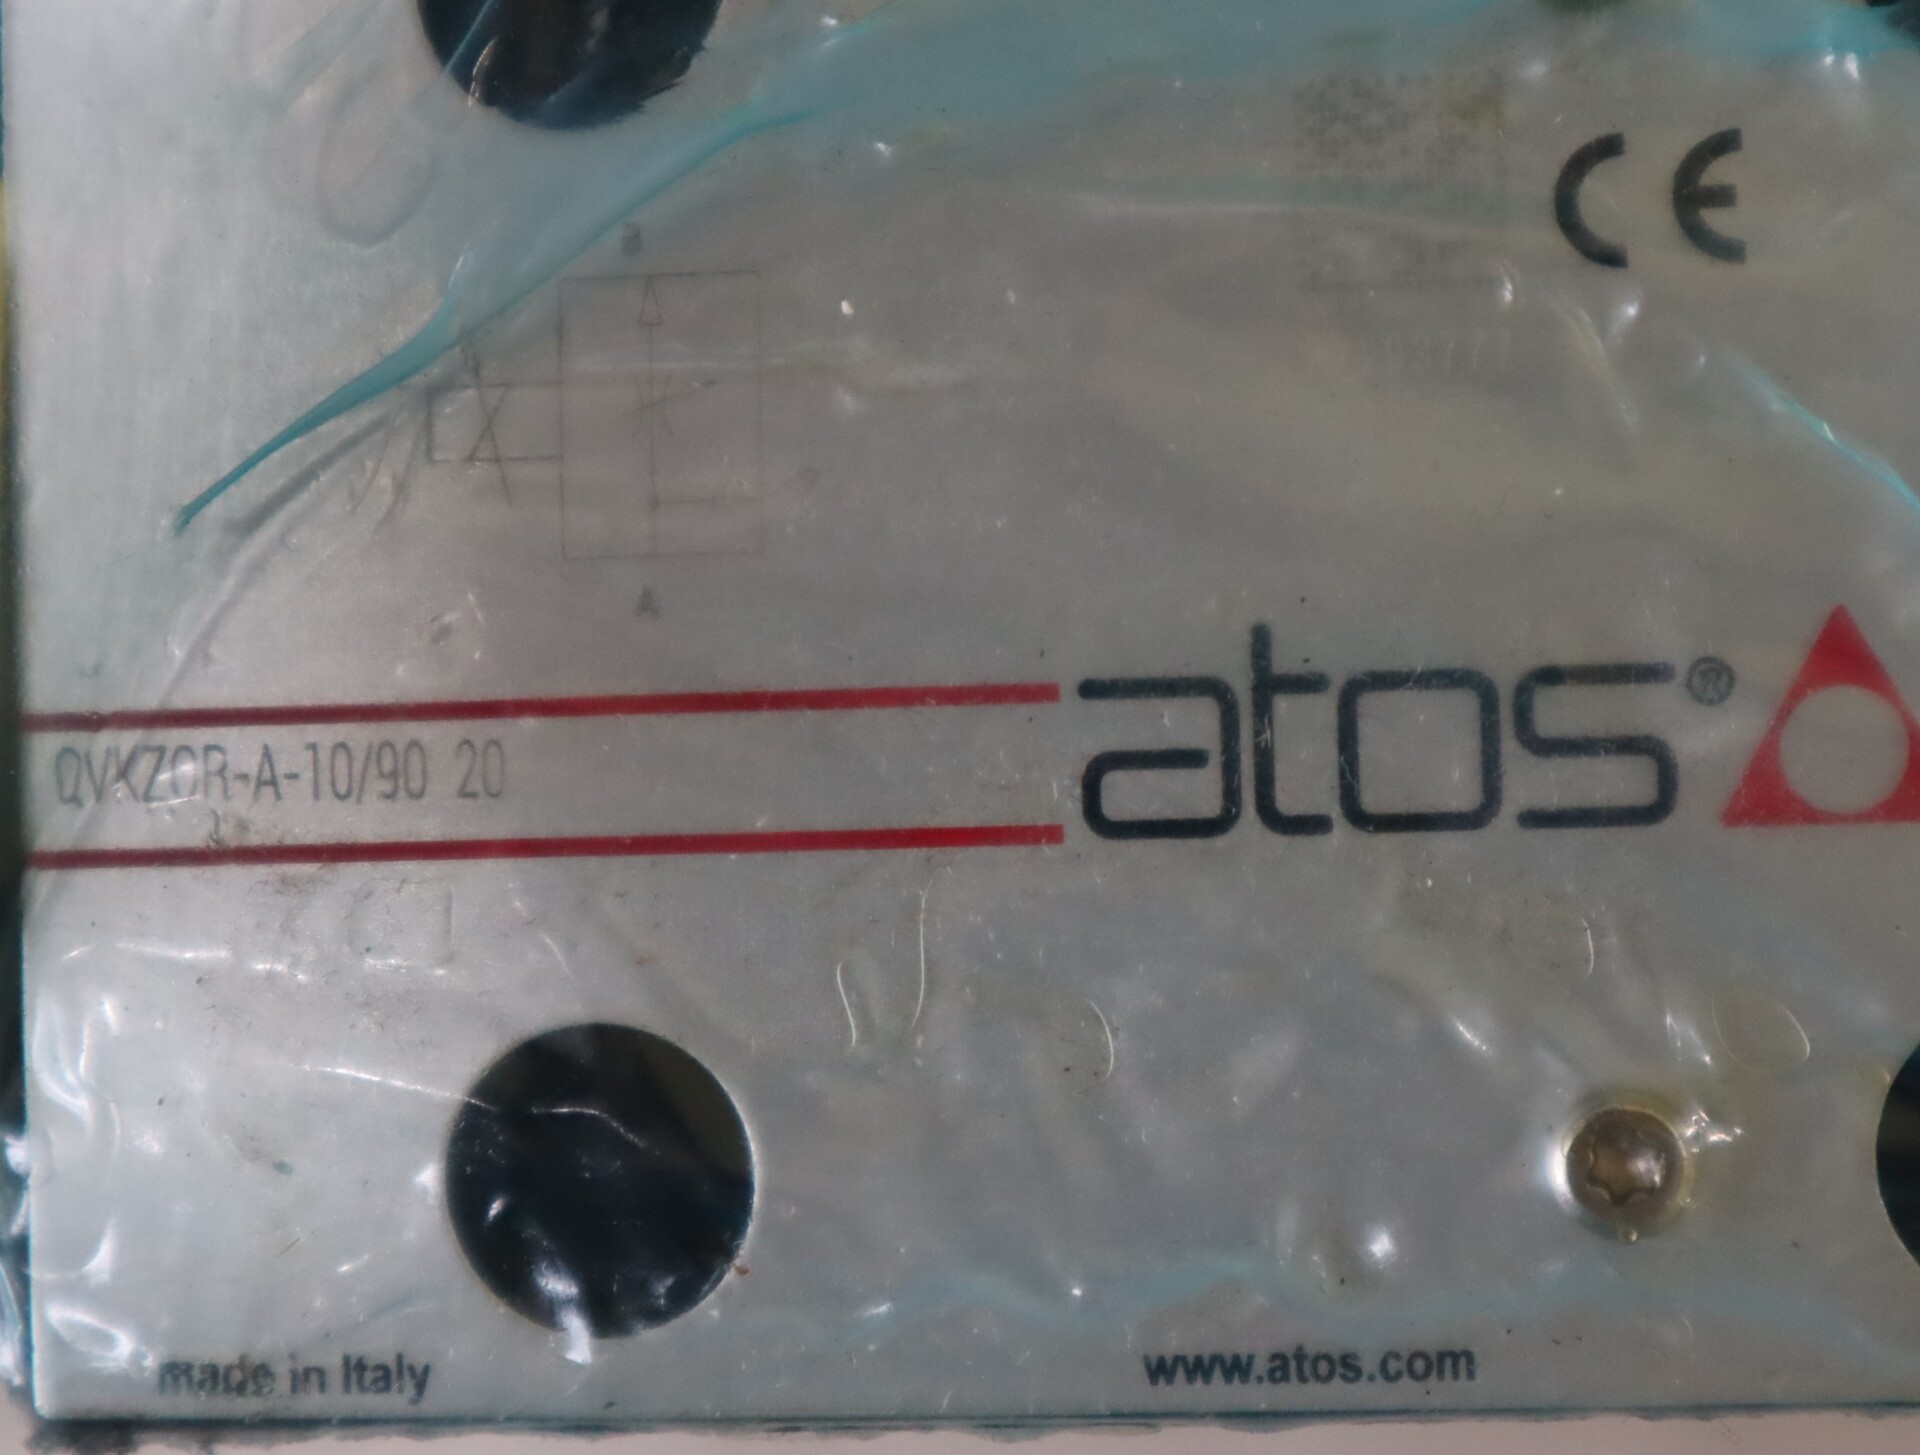 CE
B
A
QVKZOR-A-10/90 20
atos®
made in Italy
www.atos.com